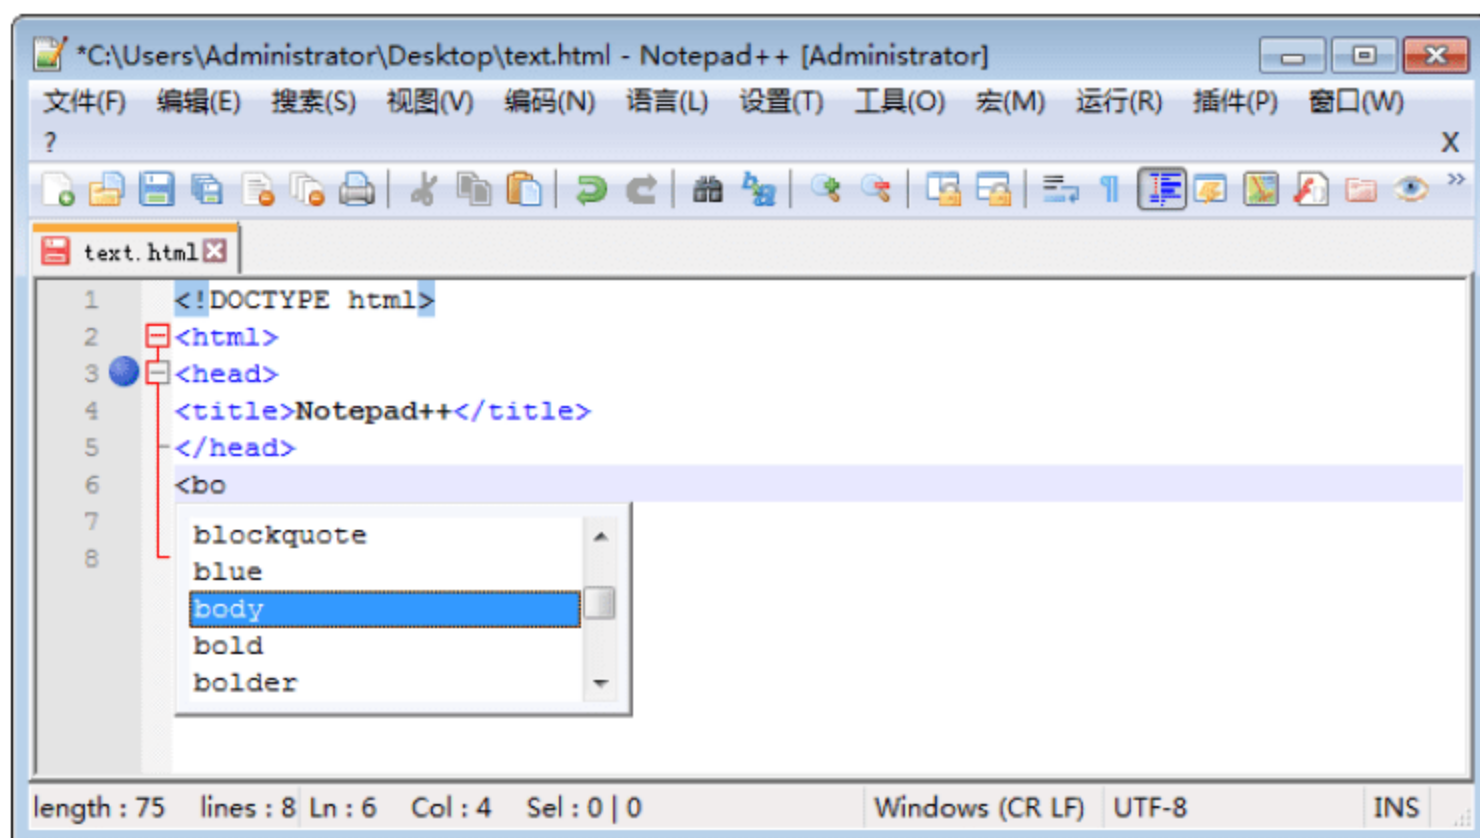 *C:\Users\Administrator\Desktop\text.html - Notepad++ [Administrator]
文件(F) 编辑(E) 搜索(S) 视图(V) 编码(N) 语言(L) 设置(T) 工具(O) 宏(M) 运行(R) 插件(P) 窗口(W)
? X
text.html
1 <!DOCTYPE html>
2 <html>
3 <head>
4 <title>Notepad++</title>
5 </head>
6 <bo
7
8
blockquote
blue
body
bold
bolder
length : 75 lines : 8 Ln : 6 Col : 4 Sel : 0 | 0 Windows (CR LF) UTF-8 INS